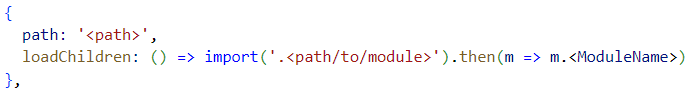 {
  path: '<path>',
  loadChildren: () => import('.<path/to/module>').then(m => m.<ModuleName>)
},